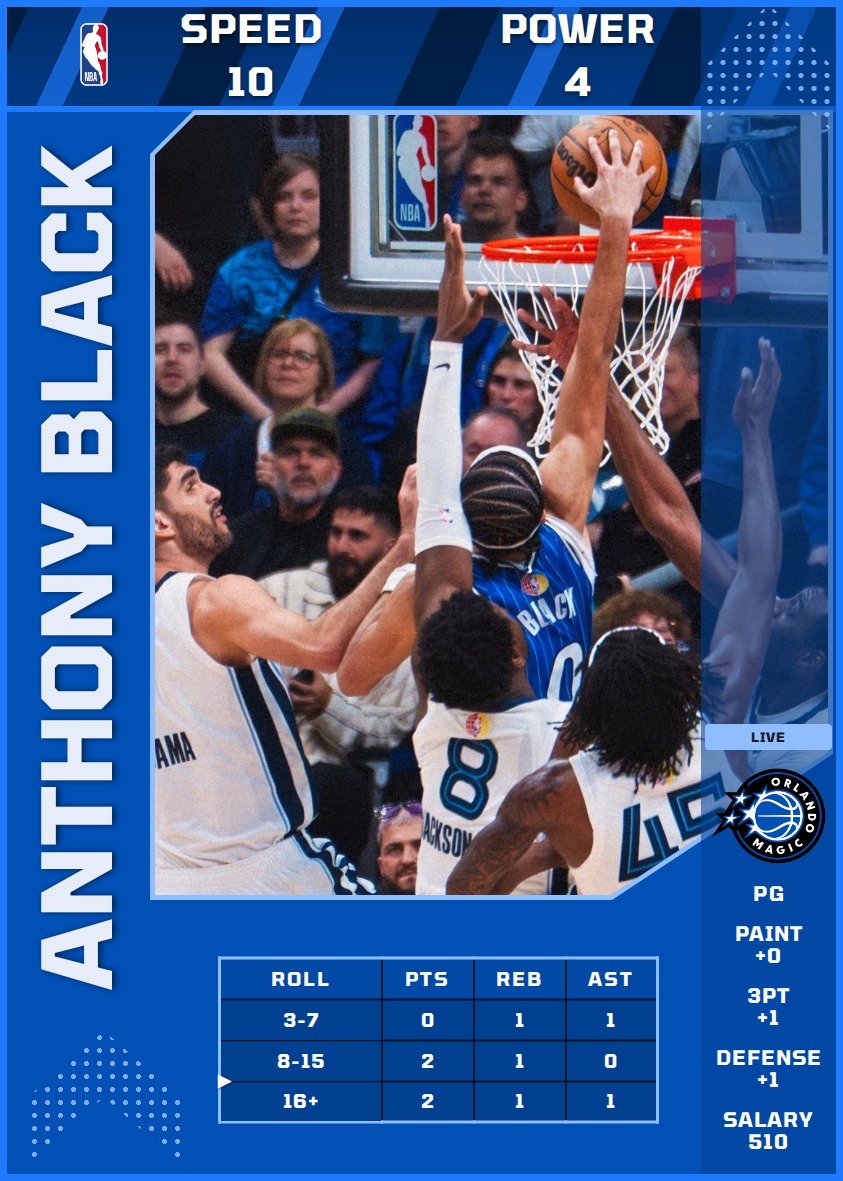 SPEED
10
POWER
4
NBA
ANTHONY BLACK
NBA
Wilson
BLACK
0
AMA
8
JACKSON
45
LIVE
ORLANDO
MAGIC
PG
PAINT
+0
3PT
+1
DEFENSE
+1
SALARY
510
ROLL PTS REB AST
3-7 0 1 1
8-15 2 1 0
16+ 2 1 1